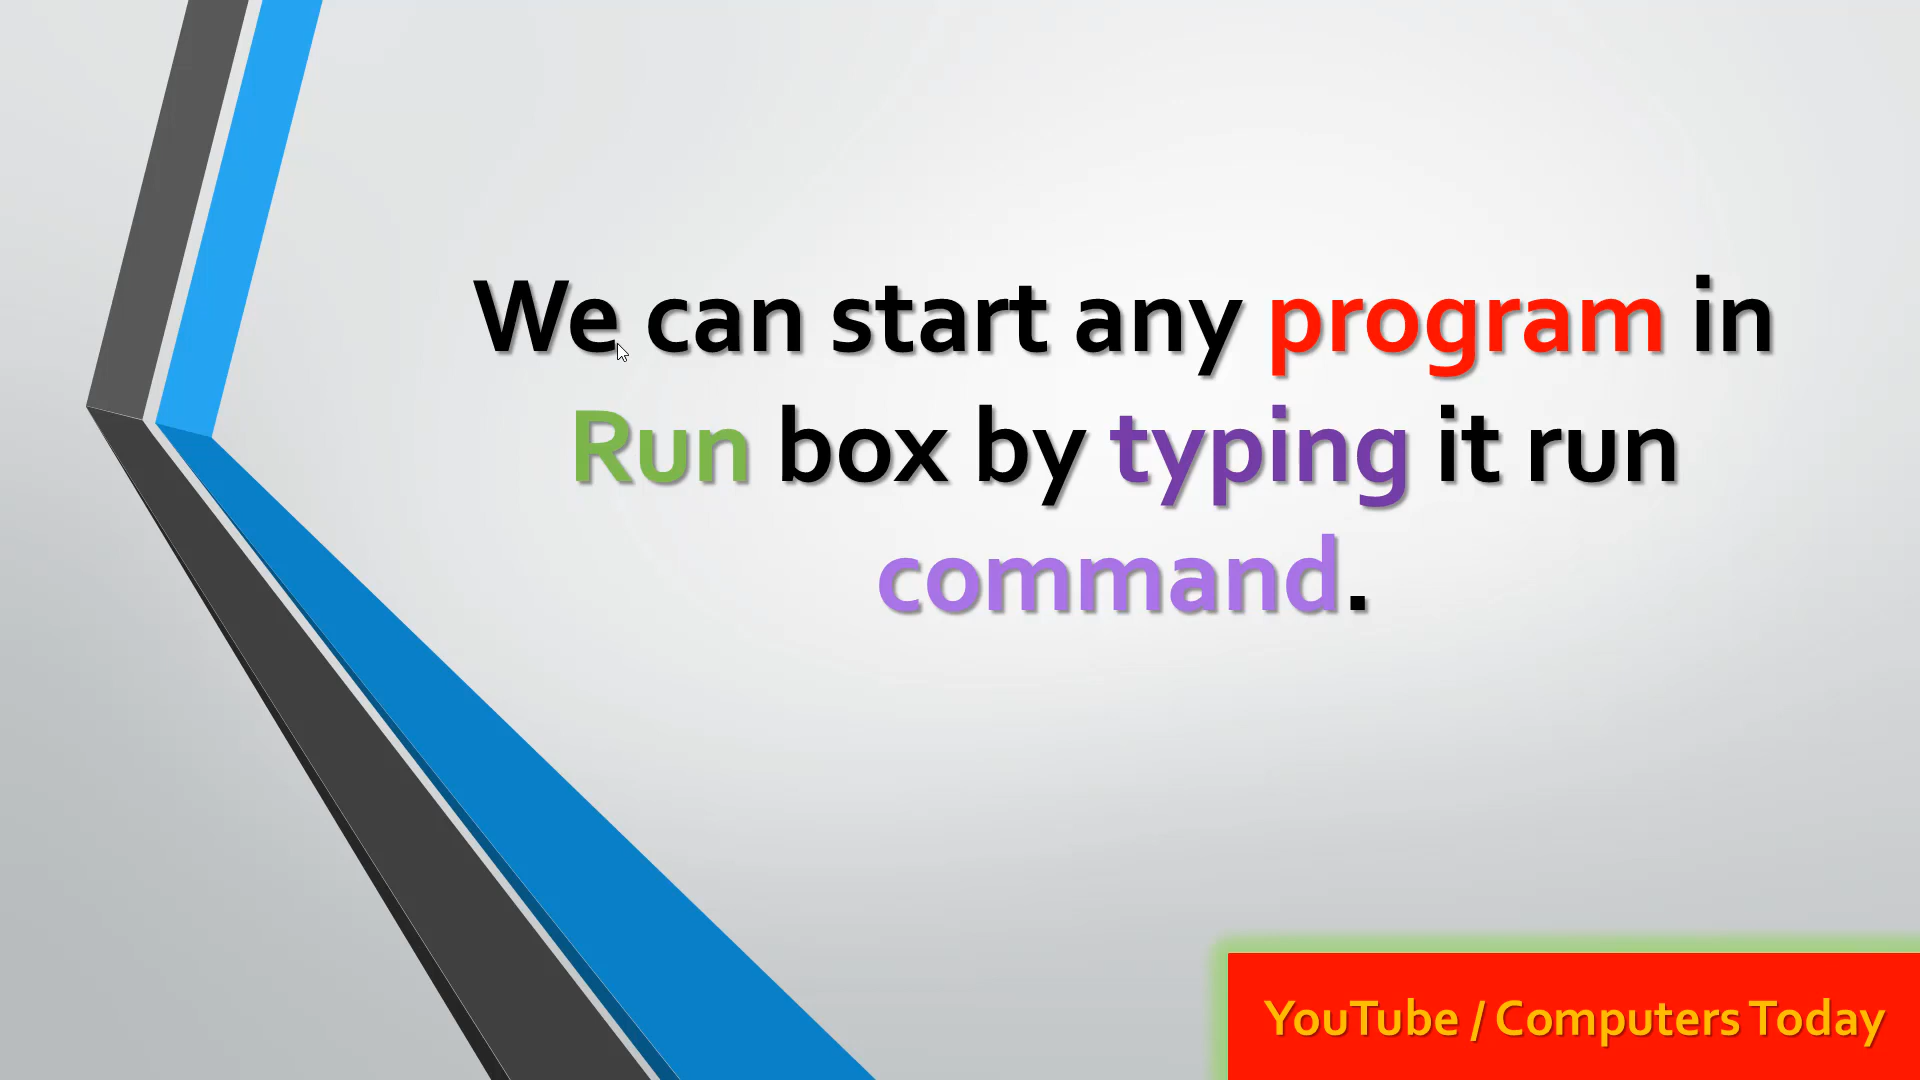 We can start any program in
Run box by typing it run
command.
YouTube / Computers Today